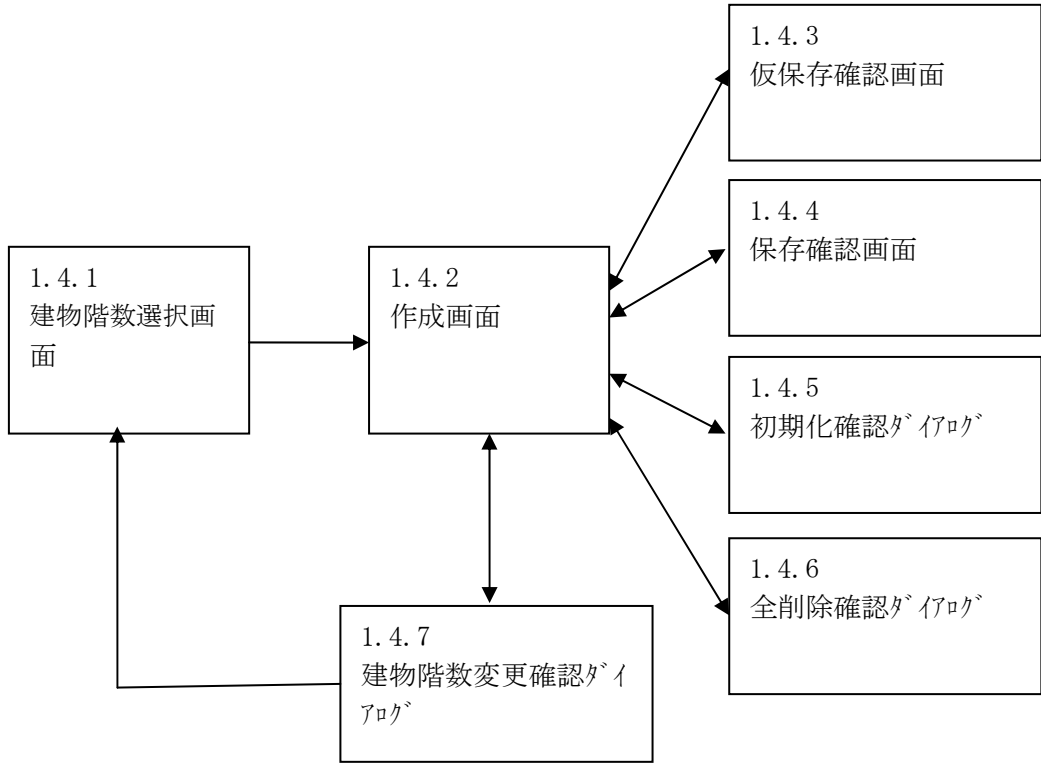 1.4.3
仮保存確認画面
1.4.4
保存確認画面
1.4.1
建物階数選択画
面
1.4.2
作成画面
1.4.5
初期化確認ﾀﾞｲｱﾛｸﾞ
1.4.6
全削除確認ﾀﾞｲｱﾛｸﾞ
1.4.7
建物階数変更確認ﾀﾞｲ
ｱﾛｸﾞ